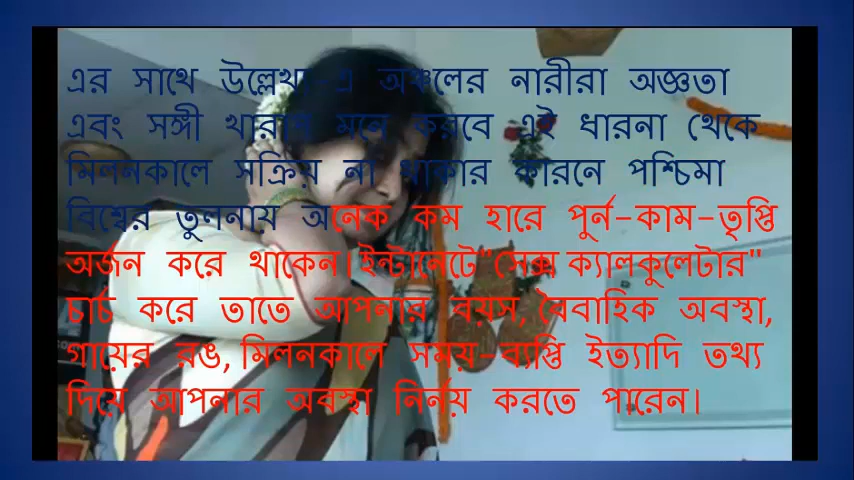 এর সাথে উল্লেখ্য-এ অঞ্চলের নারীরা অজ্ঞতা
এবং সঙ্গী খারাপ মনে করবে এই ধারনা থেকে
মিলনকালে সক্রিয় না থাকার কারনে পশ্চিমা
বিশ্বের তুলনায় অনেক কম হারে পুর্ন-কাম-তৃপ্তি
অর্জন করে থাকেন। ইন্টানেটে"সেক্স ক্যালকুলেটার"
চার্চ করে তাতে আপনার বয়স, বৈবাহিক অবস্থা,
গায়ের রঙ, মিলনকালে সময়-ব্যপ্তি ইত্যাদি তথ্য
দিয়ে আপনার অবস্থা নির্নয় করতে পারেন।